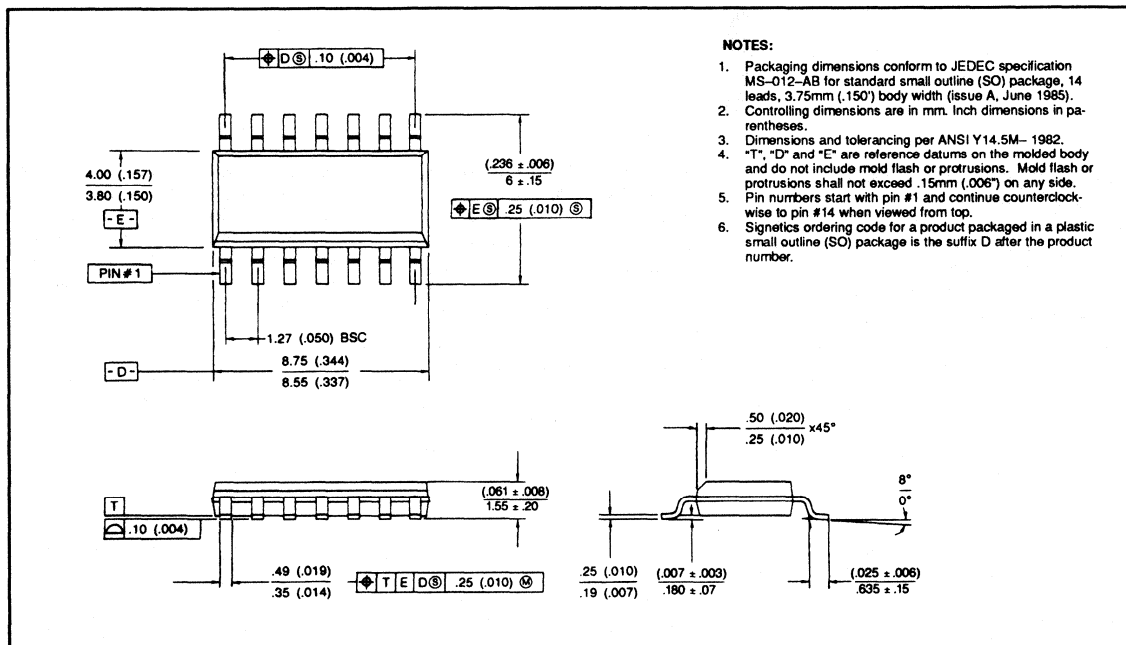 D Ⓢ .10 (.004)
4.00 (.157)
3.80 (.150)
- E -
(.236 ± .006)
6 ± .15
E Ⓢ .25 (.010) Ⓢ
PIN # 1
1.27 (.050) BSC
- D -
8.75 (.344)
8.55 (.337)
NOTES:
1. Packaging dimensions conform to JEDEC specification
MS–012–AB for standard small outline (SO) package, 14
leads, 3.75mm (.150') body width (issue A, June 1985).
2. Controlling dimensions are in mm. Inch dimensions in pa-
rentheses.
3. Dimensions and tolerancing per ANSI Y14.5M– 1982.
4. "T", "D" and "E" are reference datums on the molded body
and do not include mold flash or protrusions. Mold flash or
protrusions shall not exceed .15mm (.006") on any side.
5. Pin numbers start with pin #1 and continue counterclock-
wise to pin #14 when viewed from top.
6. Signetics ordering code for a product packaged in a plastic
small outline (SO) package is the suffix D after the product
number.
T
.10 (.004)
(.061 ± .008)
1.55 ± .20
.49 (.019)
.35 (.014)
T E D Ⓢ .25 (.010) Ⓜ
.50 (.020)
.25 (.010)
x45°
8°
0°
.25 (.010)
.19 (.007)
(.007 ± .003)
.180 ± .07
(.025 ± .006)
.635 ± .15